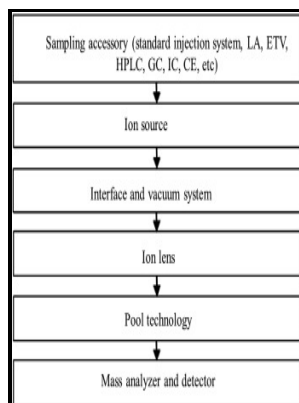 Sampling accessory (standard injection system, LA, ETV,
HPLC, GC, IC, CE, etc)
Ion source
Interface and vacuum system
Ion lens
Pool technology
Mass analyzer and detector